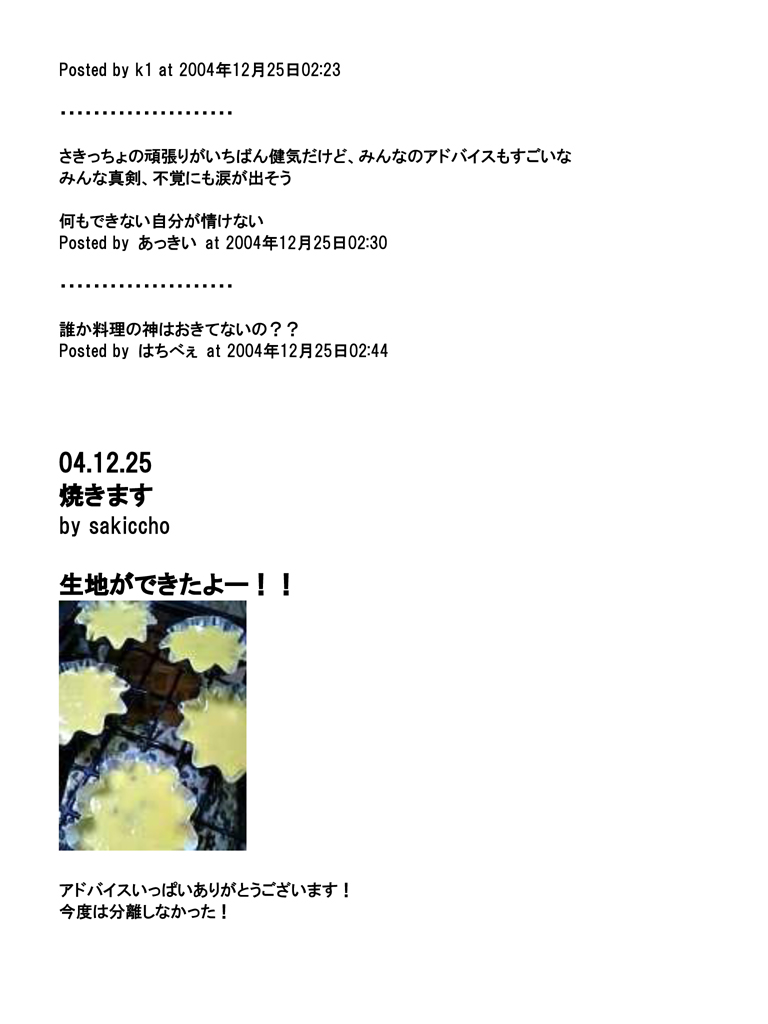 Posted by k1 at 2004年12月25日02:23
・・・・・・・・・・・・・・・・・・・・・
さきっちょの頑張りがいちばん健気だけど、みんなのアドバイスもすごいな
みんな真剣、不覚にも涙が出そう
何もできない自分が情けない
Posted by あっきい at 2004年12月25日02:30
・・・・・・・・・・・・・・・・・・・・・
誰か料理の神はおきてないの？？
Posted by はちべぇ at 2004年12月25日02:44
04.12.25
焼きます
by sakiccho
生地ができたよー！！
アドバイスいっぱいありがとうございます！
今度は分離しなかった！